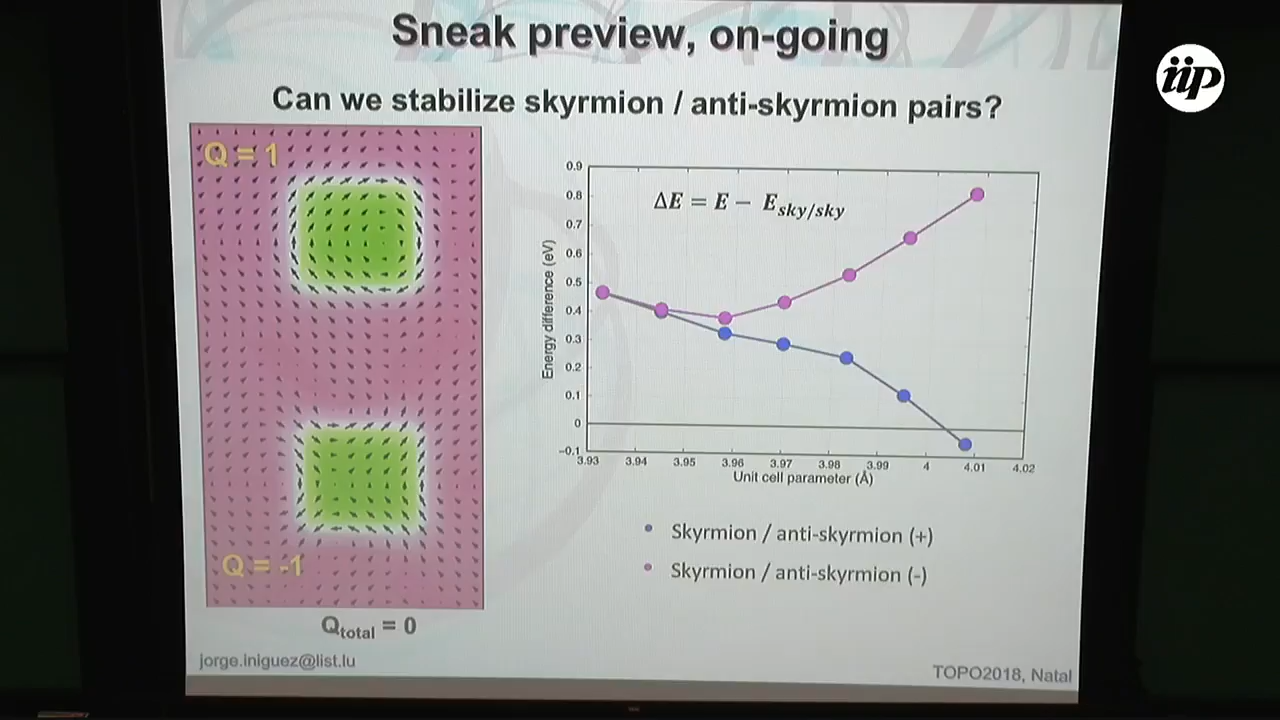 Sneak preview, on-going
iip
Can we stabilize skyrmion / anti-skyrmion pairs?
Q = 1
Q = -1
Q_total = 0
ΔE = E − E_sky/sky
Energy difference (eV)
0.9
0.8
0.7
0.6
0.5
0.4
0.3
0.2
0.1
0
−0.1
3.93 3.94 3.95 3.96 3.97 3.98 3.99 4 4.01 4.02
Unit cell parameter (Å)
• Skyrmion / anti-skyrmion (+)
• Skyrmion / anti-skyrmion (-)
jorge.iniguez@list.lu
TOPO2018, Natal